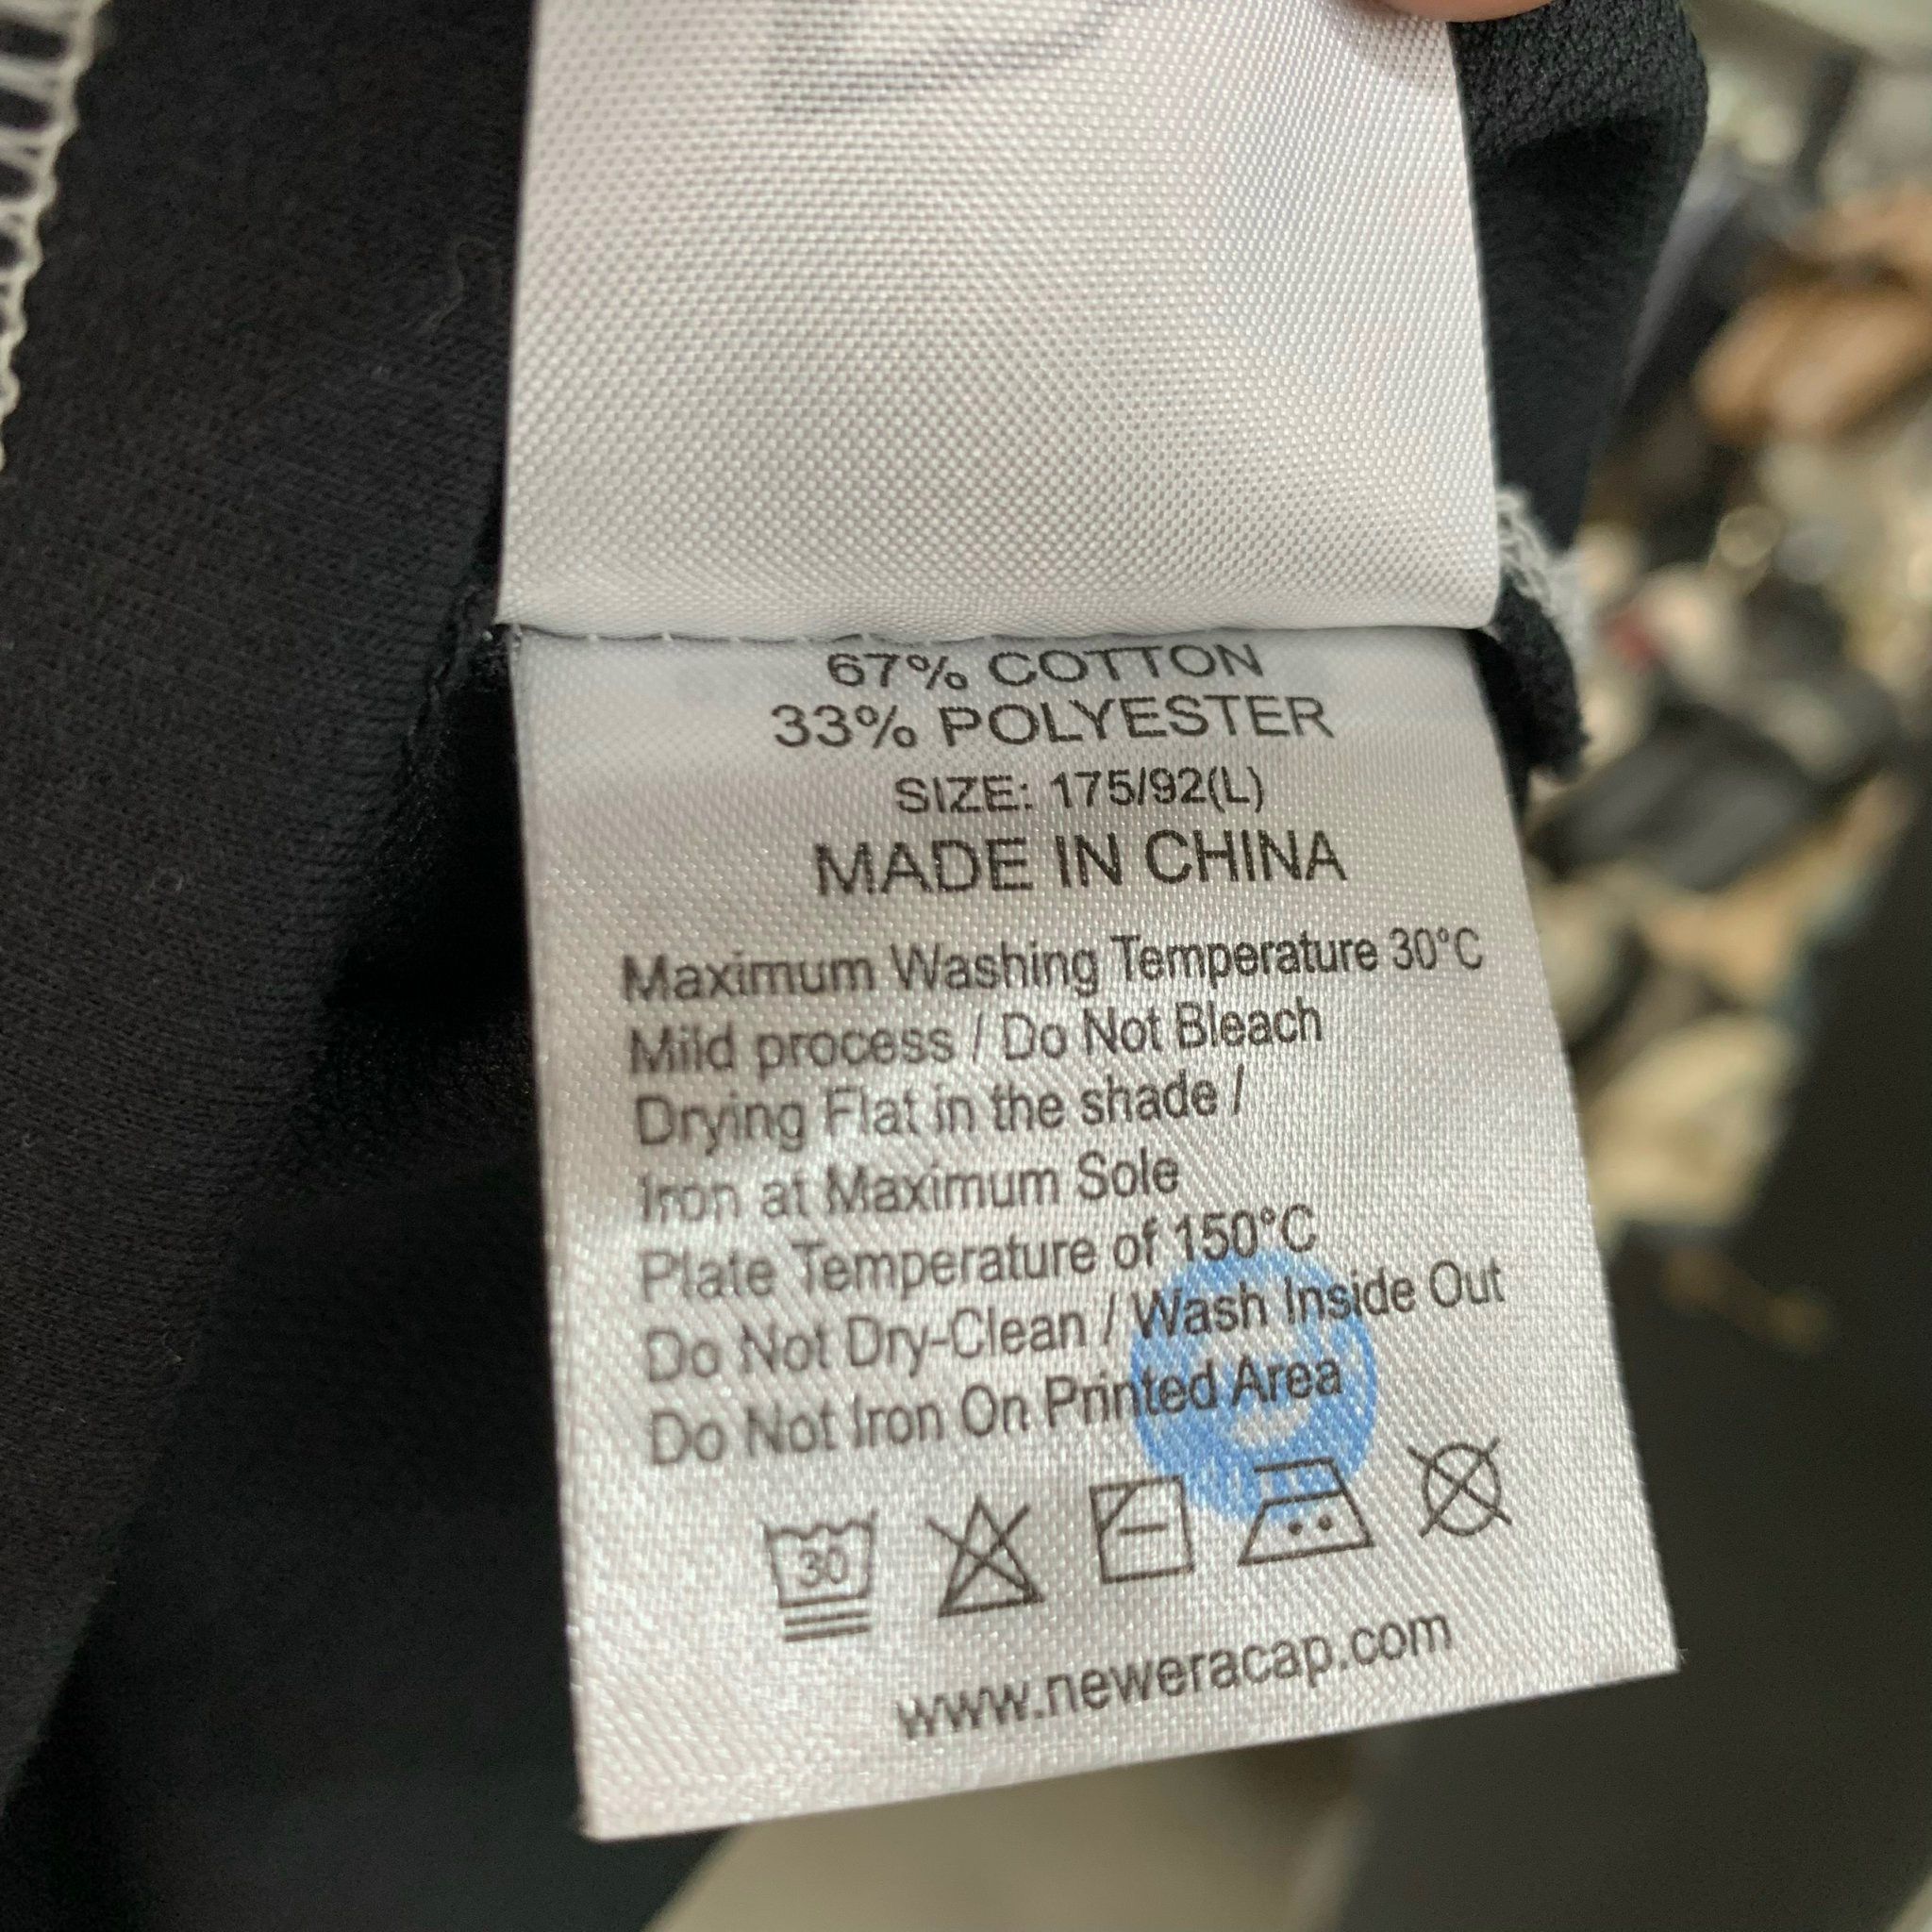 67% COTTON
33% POLYESTER
SIZE: 175/92(L)
MADE IN CHINA
Maximum Washing Temperature 30°C
Mild process / Do Not Bleach
Drying Flat in the shade /
Iron at Maximum Sole
Plate Temperature of 150°C
Do Not Dry-Clean / Wash Inside Out
Do Not Iron On Printed Area
30
www.neweracap.com